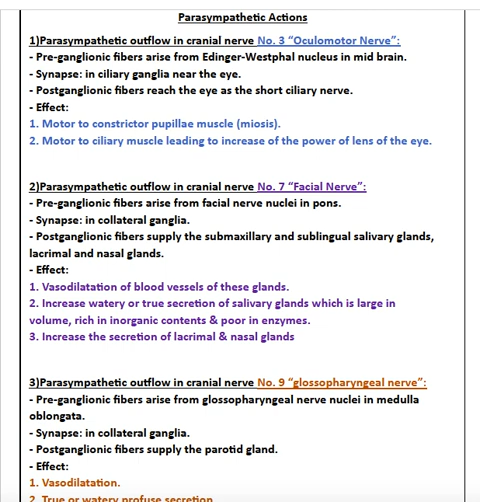 Parasympathetic Actions
1)Parasympathetic outflow in cranial nerve No. 3 “Oculomotor Nerve”:
- Pre-ganglionic fibers arise from Edinger-Westphal nucleus in mid brain.
- Synapse: in ciliary ganglia near the eye.
- Postganglionic fibers reach the eye as the short ciliary nerve.
- Effect:
1. Motor to constrictor pupillae muscle (miosis).
2. Motor to ciliary muscle leading to increase of the power of lens of the eye.
2)Parasympathetic outflow in cranial nerve No. 7 “Facial Nerve”:
- Pre-ganglionic fibers arise from facial nerve nuclei in pons.
- Synapse: in collateral ganglia.
- Postganglionic fibers supply the submaxillary and sublingual salivary glands,
lacrimal and nasal glands.
- Effect:
1. Vasodilatation of blood vessels of these glands.
2. Increase watery or true secretion of salivary glands which is large in
volume, rich in inorganic contents & poor in enzymes.
3. Increase the secretion of lacrimal & nasal glands
3)Parasympathetic outflow in cranial nerve No. 9 “glossopharyngeal nerve”:
- Pre-ganglionic fibers arise from glossopharyngeal nerve nuclei in medulla
oblongata.
- Synapse: in collateral ganglia.
- Postganglionic fibers supply the parotid gland.
- Effect:
1. Vasodilatation.
2. True or watery profuse secretion